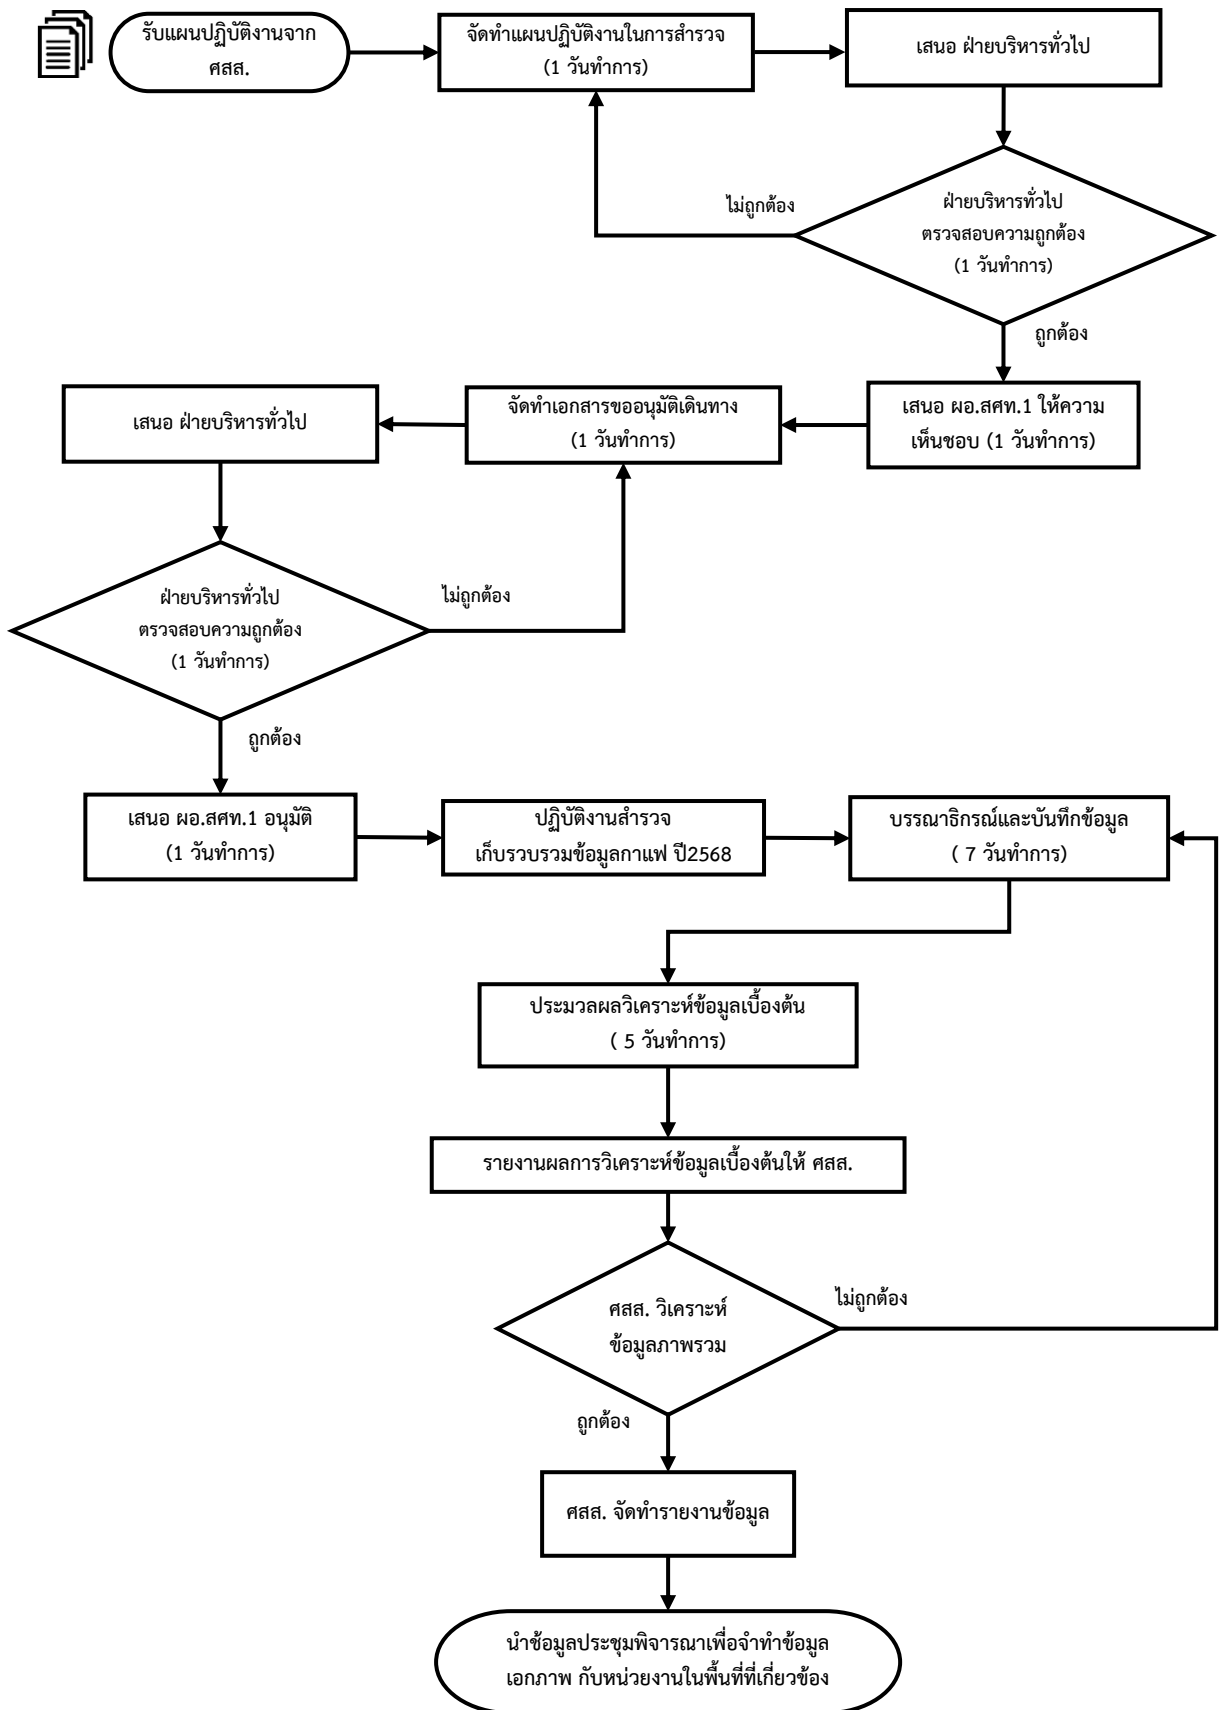 รับแผนปฏิบัติงานจาก
ศสส.
จัดทำแผนปฏิบัติงานในการสำรวจ
(1 วันทำการ)
เสนอ ฝ่ายบริหารทั่วไป
ไม่ถูกต้อง
ฝ่ายบริหารทั่วไป
ตรวจสอบความถูกต้อง
(1 วันทำการ)
ถูกต้อง
เสนอ ผอ.สศท.1 ให้ความ
เห็นชอบ (1 วันทำการ)
จัดทำเอกสารขออนุมัติเดินทาง
(1 วันทำการ)
เสนอ ฝ่ายบริหารทั่วไป
ฝ่ายบริหารทั่วไป
ตรวจสอบความถูกต้อง
(1 วันทำการ)
ไม่ถูกต้อง
ถูกต้อง
เสนอ ผอ.สศท.1 อนุมัติ
(1 วันทำการ)
ปฏิบัติงานสำรวจ
เก็บรวบรวมข้อมูลกาแฟ ปี2568
บรรณาธิกรณ์และบันทึกข้อมูล
( 7 วันทำการ)
ประมวลผลวิเคราะห์ข้อมูลเบื้องต้น
( 5 วันทำการ)
รายงานผลการวิเคราะห์ข้อมูลเบื้องต้นให้ ศสส.
ศสส. วิเคราะห์
ข้อมูลภาพรวม
ไม่ถูกต้อง
ถูกต้อง
ศสส. จัดทำรายงานข้อมูล
นำช้อมูลประชุมพิจารณาเพื่อจำทำข้อมูล
เอกภาพ กับหน่วยงานในพื้นที่ที่เกี่ยวข้อง